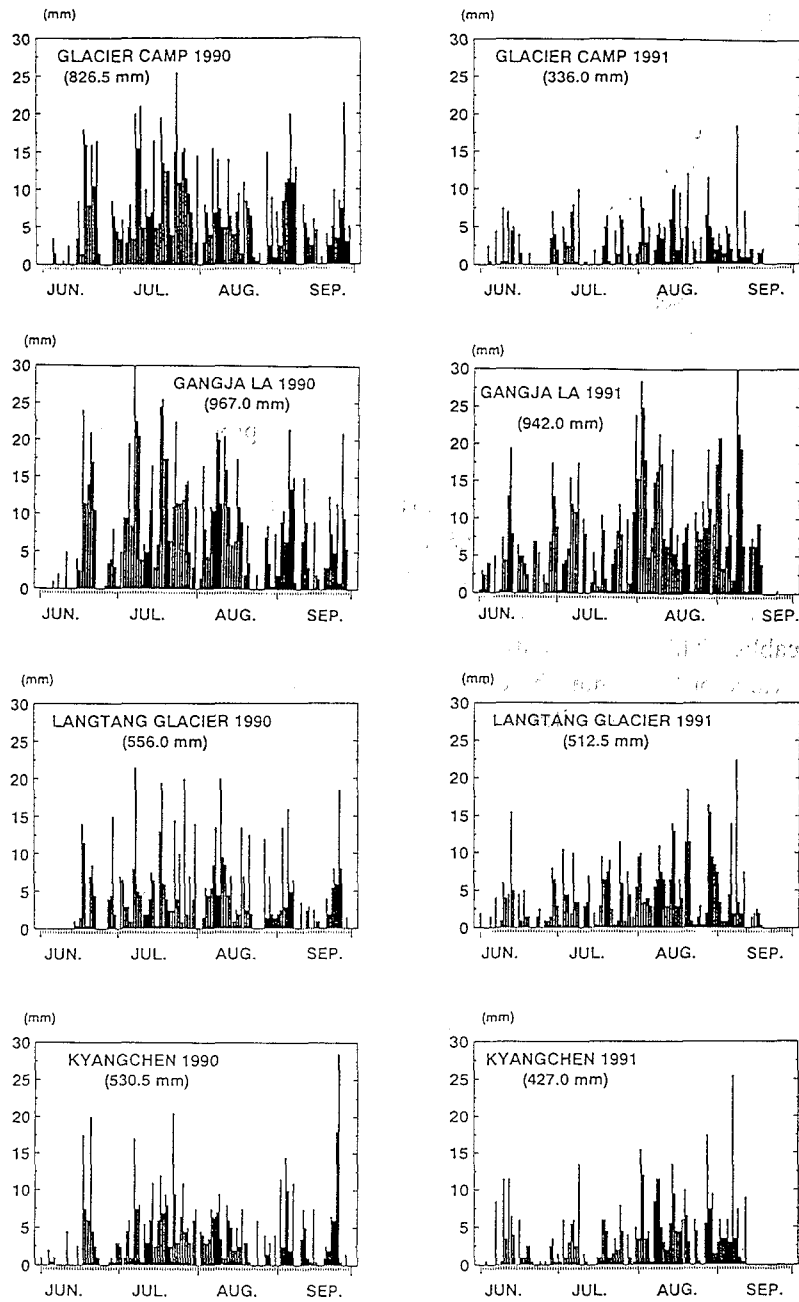 (mm)
GLACIER CAMP 1990
(826.5 mm)
30
25
20
15
10
5
0
JUN. JUL. AUG. SEP.
(mm)
GLACIER CAMP 1991
(336.0 mm)
30
25
20
15
10
5
0
JUN. JUL. AUG. SEP.
(mm)
GANGJA LA 1990
(967.0 mm)
30
25
20
15
10
5
0
JUN. JUL. AUG. SEP.
(mm)
GANGJA LA 1991
(942.0 mm)
30
25
20
15
10
5
0
JUN. JUL. AUG. SEP.
(mm)
LANGTANG GLACIER 1990
(556.0 mm)
30
25
20
15
10
5
0
JUN. JUL. AUG. SEP.
(mm)
LANGTANG GLACIER 1991
(512.5 mm)
30
25
20
15
10
5
0
JUN. JUL. AUG. SEP.
(mm)
KYANGCHEN 1990
(530.5 mm)
30
25
20
15
10
5
0
JUN. JUL. AUG. SEP.
(mm)
KYANGCHEN 1991
(427.0 mm)
30
25
20
15
10
5
0
JUN. JUL. AUG. SEP.